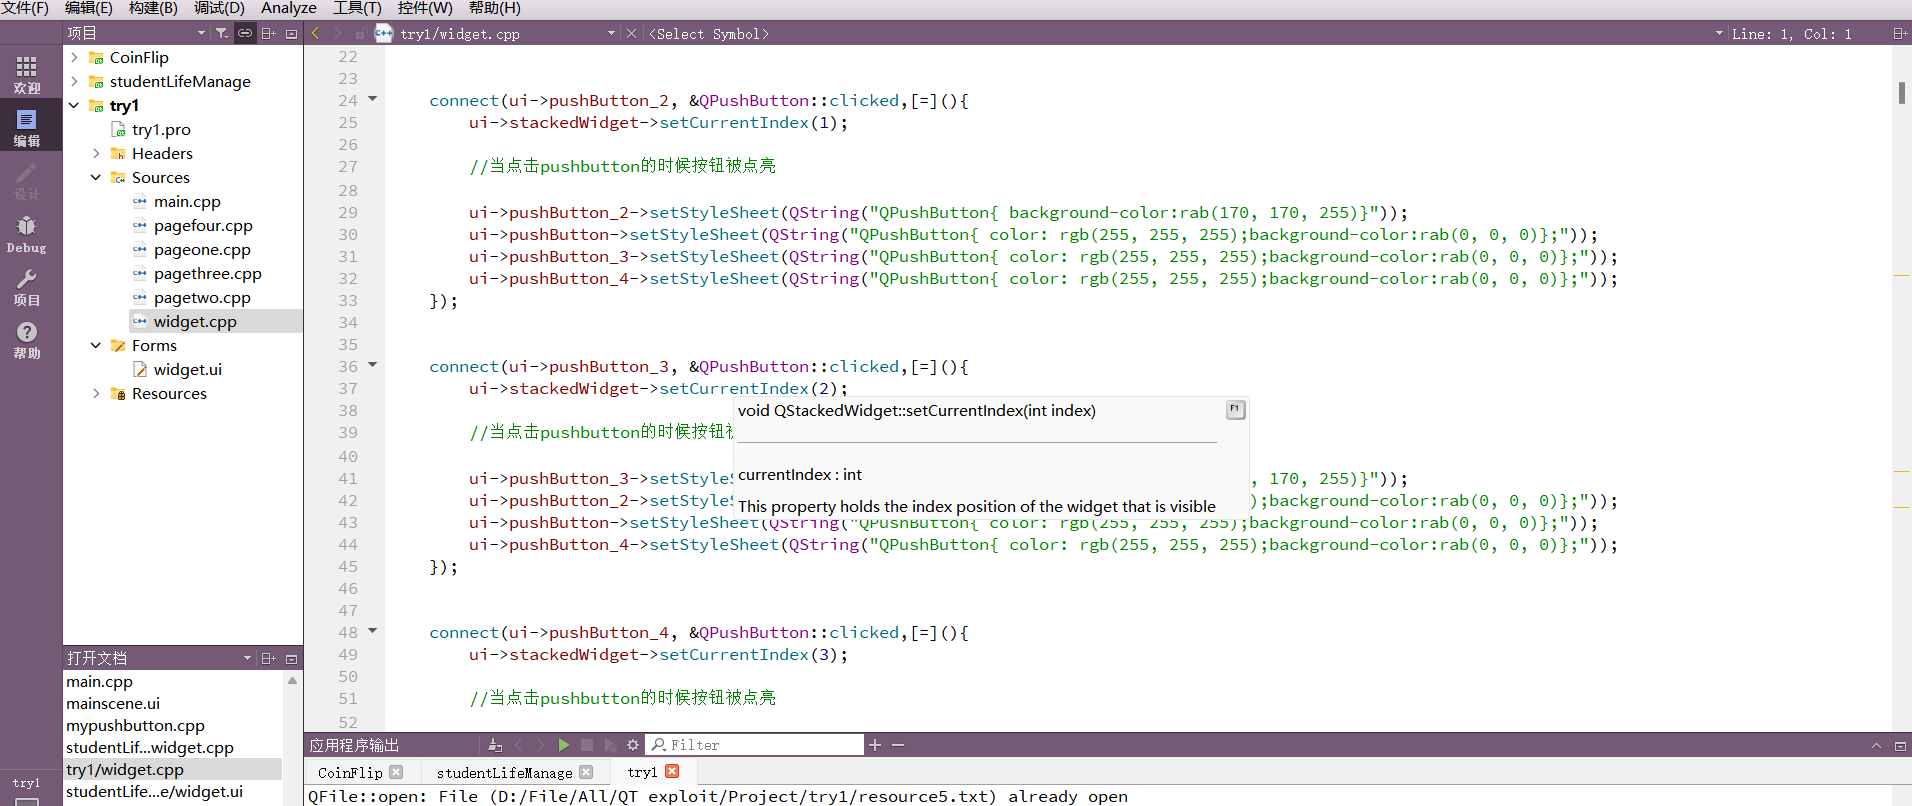 文件(F) 编辑(E) 构建(B) 调试(D) Analyze 工具(T) 控件(W) 帮助(H)
项目
try1/widget.cpp <Select Symbol> Line: 1, Col: 1
欢迎
编辑
设计
Debug
项目
帮助
try1
CoinFlip
studentLifeManage
try1
try1.pro
Headers
Sources
main.cpp
pagefour.cpp
pageone.cpp
pagethree.cpp
pagetwo.cpp
widget.cpp
Forms
widget.ui
Resources
打开文档
main.cpp
mainscene.ui
mypushbutton.cpp
studentLif...widget.cpp
try1/widget.cpp
studentLife...e/widget.ui
22
23
24 connect(ui->pushButton_2, &QPushButton::clicked,[=](){
25 ui->stackedWidget->setCurrentIndex(1);
26
27 //当点击pushbutton的时候按钮被点亮
28
29 ui->pushButton_2->setStyleSheet(QString("QPushButton{ background-color:rab(170, 170, 255)}"));
30 ui->pushButton->setStyleSheet(QString("QPushButton{ color: rgb(255, 255, 255);background-color:rab(0, 0, 0)};"));
31 ui->pushButton_3->setStyleSheet(QString("QPushButton{ color: rgb(255, 255, 255);background-color:rab(0, 0, 0)};"));
32 ui->pushButton_4->setStyleSheet(QString("QPushButton{ color: rgb(255, 255, 255);background-color:rab(0, 0, 0)};"));
33 });
34
35
36 connect(ui->pushButton_3, &QPushButton::clicked,[=](){
37 ui->stackedWidget->setCurrentIndex(2);
38
void QStackedWidget::setCurrentIndex(int index) F1
39 //当点击pushbutton的时候按钮
40
currentIndex : int
41 ui->pushButton_3->setSty , 170, 255)}"));
42 ui->pushButton_2->setSty );background-color:rab(0, 0, 0)};"));
This property holds the index position of the widget that is visible
43 ui->pushButton->setStyleSheet(QString("QPushButton{ color: rgb(255, 255, 255);background-color:rab(0, 0, 0)};"));
44 ui->pushButton_4->setStyleSheet(QString("QPushButton{ color: rgb(255, 255, 255);background-color:rab(0, 0, 0)};"));
45 });
46
47
48 connect(ui->pushButton_4, &QPushButton::clicked,[=](){
49 ui->stackedWidget->setCurrentIndex(3);
50
51 //当点击pushbutton的时候按钮被点亮
52
应用程序输出 Filter
CoinFlip studentLifeManage try1
QFile::open: File (D:/File/All/QT exploit/Project/try1/resource5.txt) already open